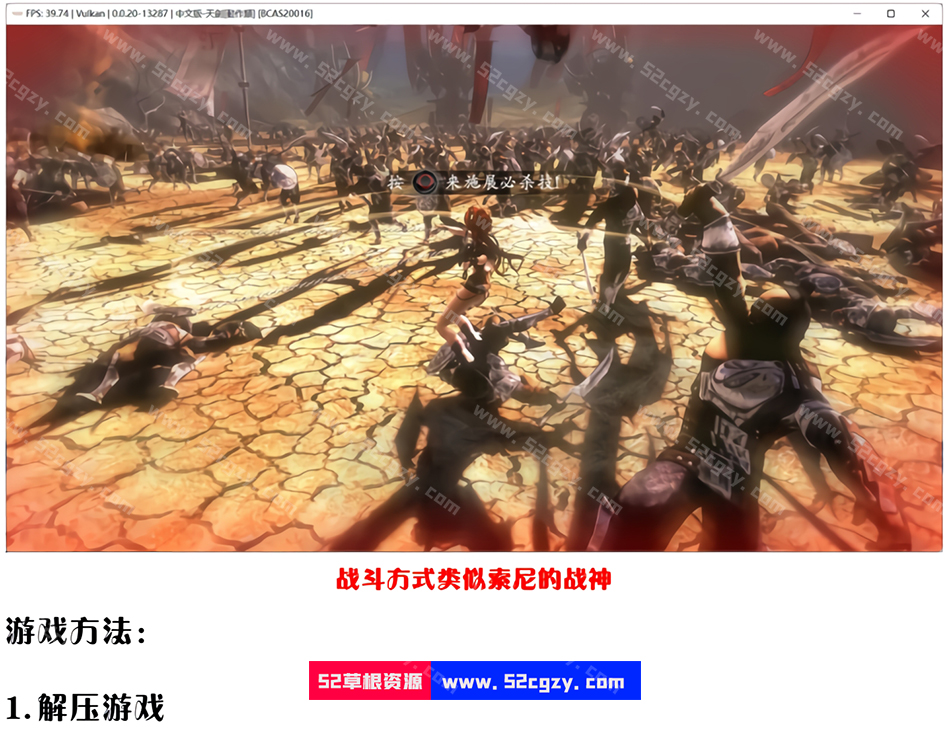 FPS: 39.74 | Vulkan | 0.0.20-13287 | 中文版-天剑[動作類] [BCAS20016]
www.52cgzy.com
按 来施展必杀技!
战斗方式类似索尼的战神
游戏方法:
52草根资源 www.52cgzy.com
1.解压游戏